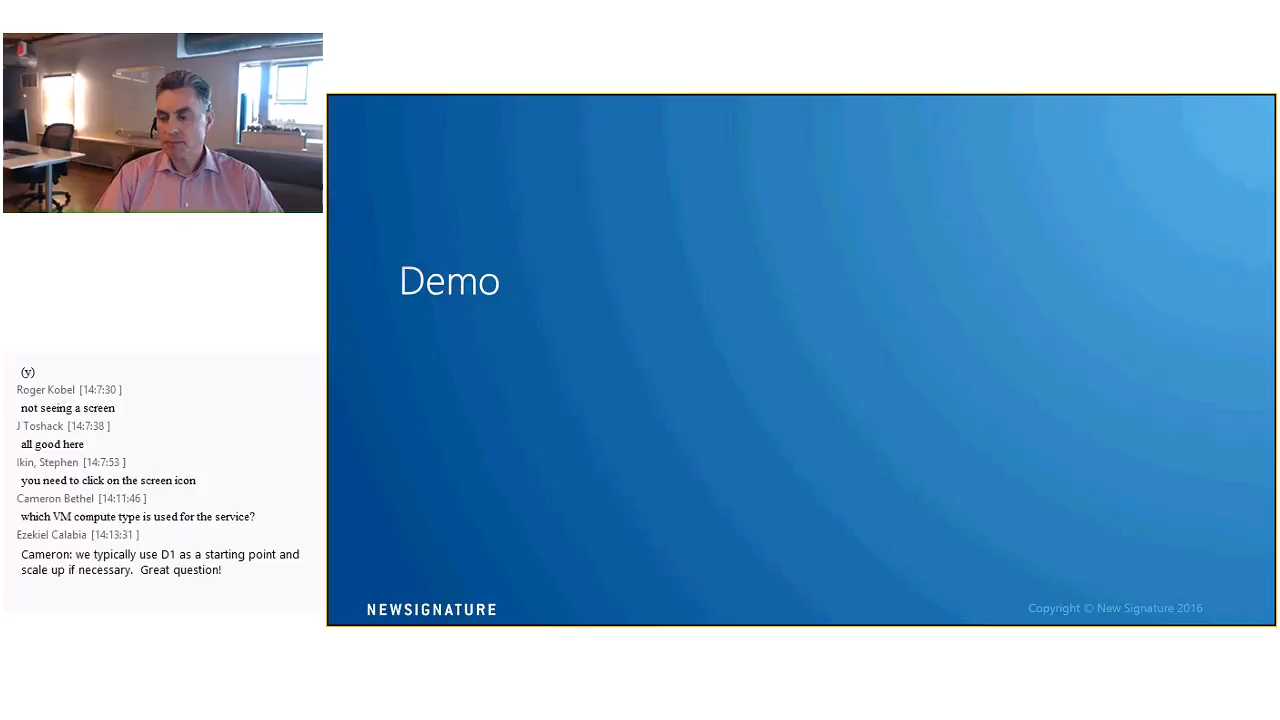 (y)
Roger Kobel [14:7:30 ]
not seeing a screen
J Toshack [14:7:38 ]
all good here
Ikin, Stephen [14:7:53 ]
you need to click on the screen icon
Cameron Bethel [14:11:46 ]
which VM compute type is used for the service?
Ezekiel Calabia [14:13:31 ]
Cameron: we typically use D1 as a starting point and
scale up if necessary.  Great question!
Demo
NEWSIGNATURE
Copyright © New Signature 2016